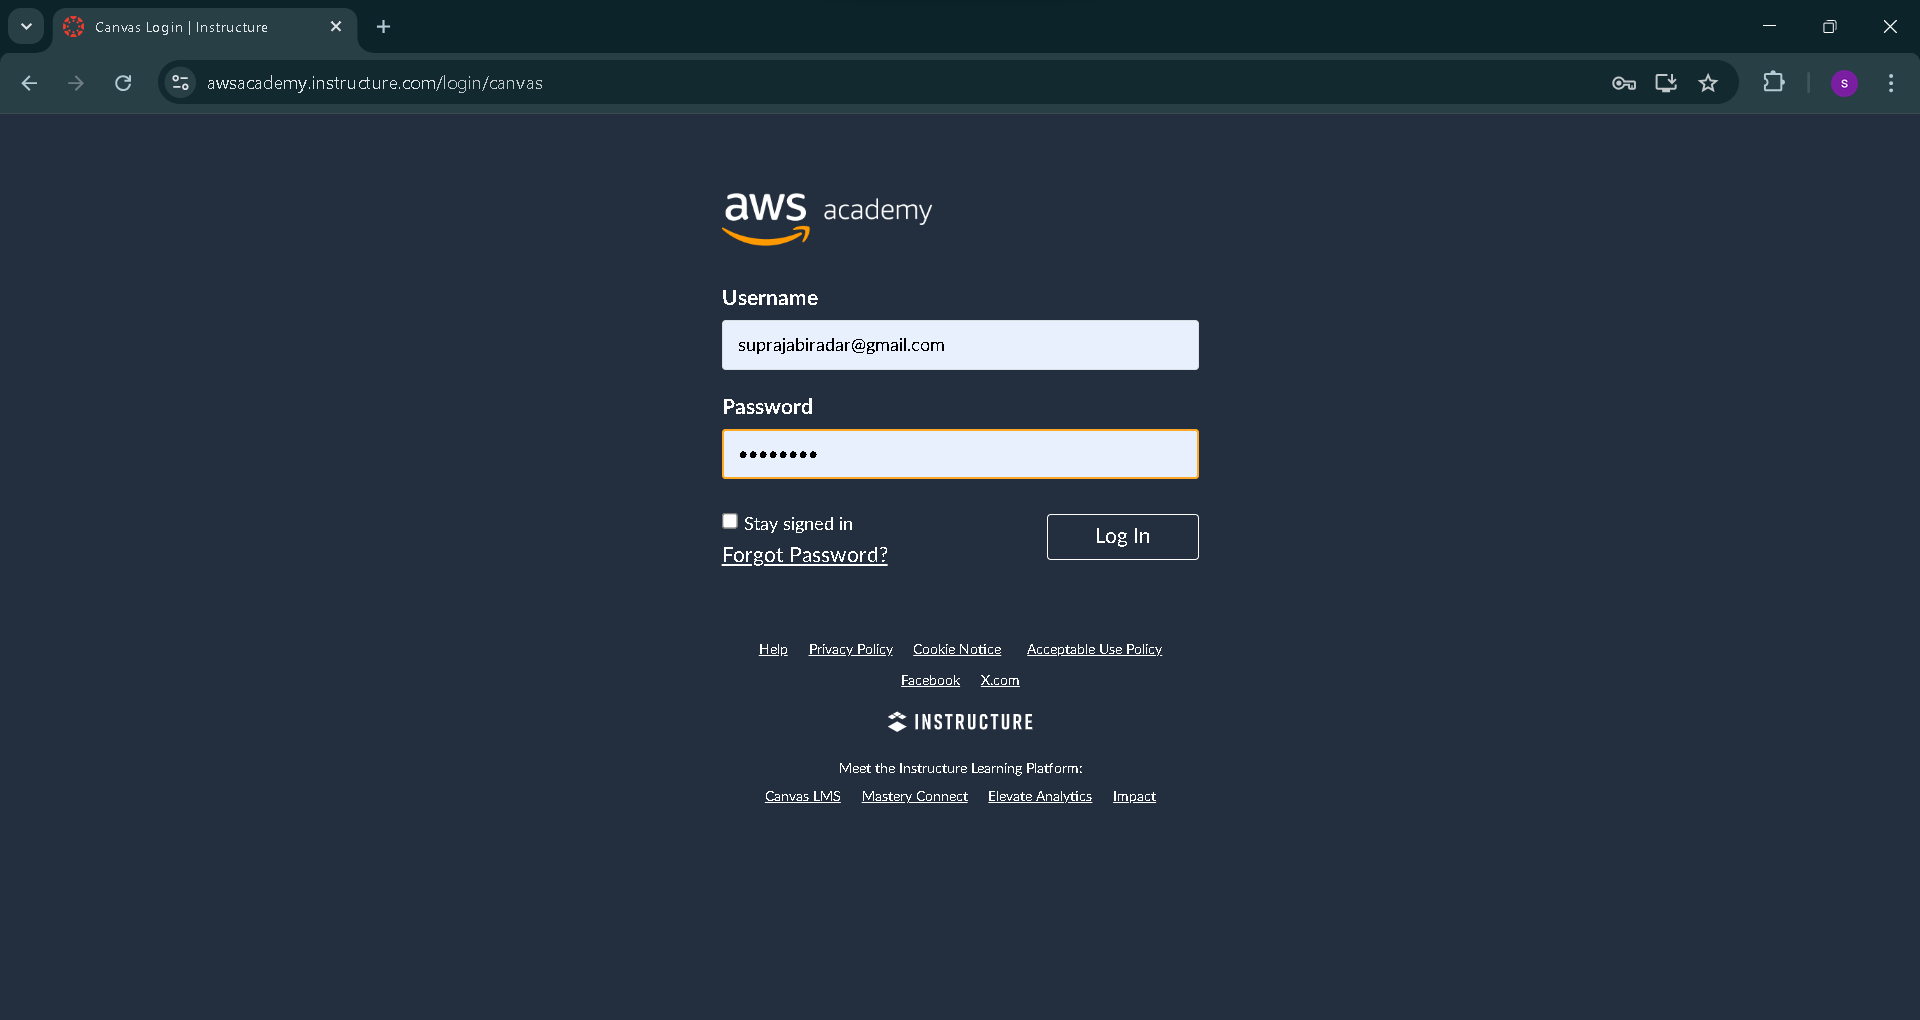 Canvas Login | Instructure
awsacademy.instructure.com/login/canvas
s
aws academy
Username
suprajabiradar@gmail.com
Password
••••••••
Stay signed in
Log In
Forgot Password?
Help Privacy Policy Cookie Notice Acceptable Use Policy
Facebook X.com
INSTRUCTURE
Meet the Instructure Learning Platform:
Canvas LMS Mastery Connect Elevate Analytics Impact